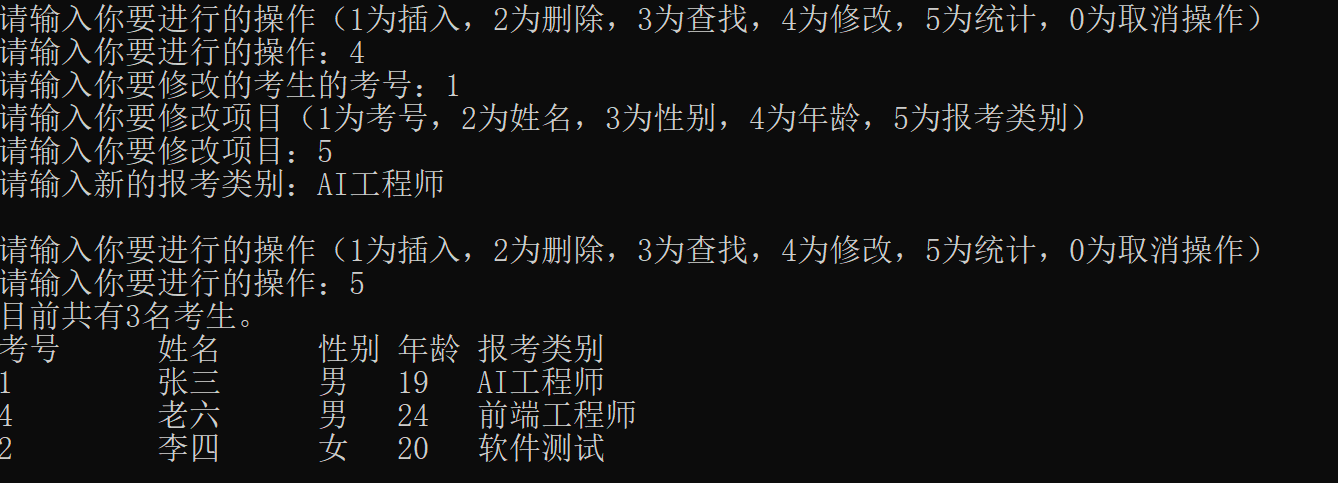 请输入你要进行的操作（1为插入，2为删除，3为查找，4为修改，5为统计，0为取消操作）
请输入你要进行的操作：4
请输入你要修改的考生的考号：1
请输入你要修改项目（1为考号，2为姓名，3为性别，4为年龄，5为报考类别）
请输入你要修改项目：5
请输入新的报考类别：AI工程师
请输入你要进行的操作（1为插入，2为删除，3为查找，4为修改，5为统计，0为取消操作）
请输入你要进行的操作：5
目前共有3名考生。
考号 姓名 性别 年龄 报考类别
1 张三 男 19 AI工程师
4 老六 男 24 前端工程师
2 李四 女 20 软件测试